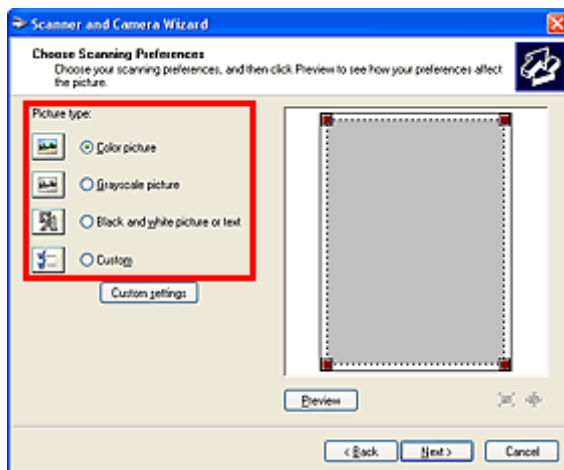 Scanner and Camera Wizard
Choose Scanning Preferences
Choose your scanning preferences, and then click Preview to see how your preferences affect
the picture.
Picture type:
Color picture
Grayscale picture
Black and white picture or text
Custom
Custom settings
Preview
< Back
Next >
Cancel